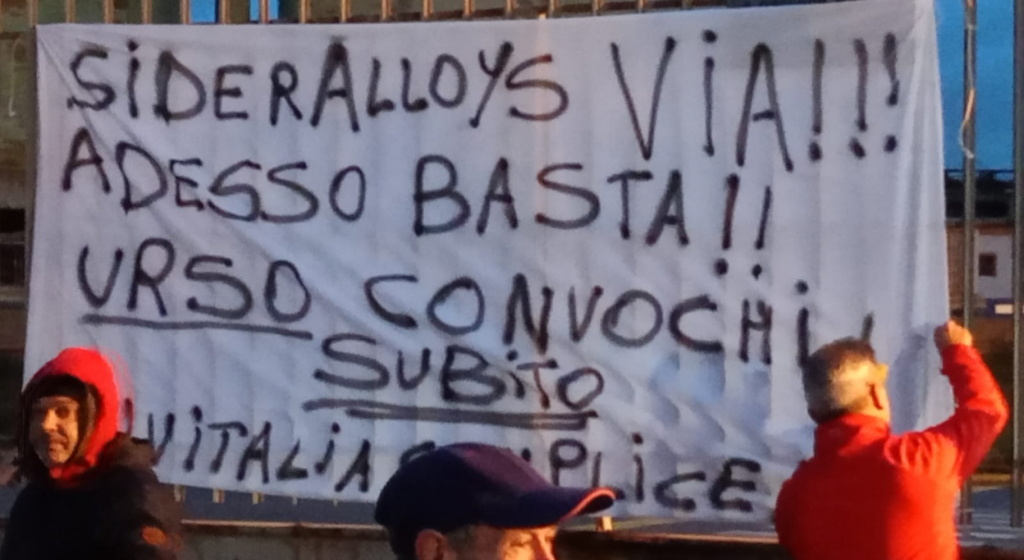 SiDERALLOYS ViA!!!
ADESSO BASTA!!
URSO CONVOCHi
SUBiTO